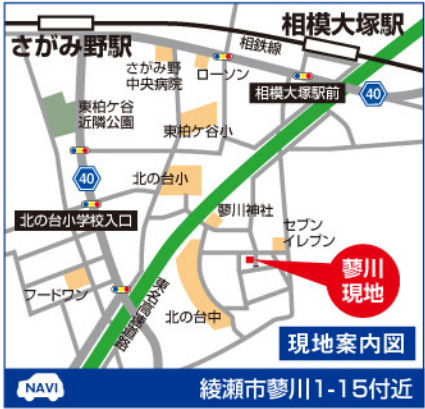 さがみ野駅
相模大塚駅
相鉄線
さがみ野
中央病院
ローソン
相模大塚駅前
40
東柏ケ谷
近隣公園
東柏ケ谷小
40
北の台小
北の台小学校入口
蓼川神社
セブン
イレブン
蓼川
現地
フードワン
東名高速道路
北の台中
現地案内図
NAVI
綾瀬市蓼川1-15付近